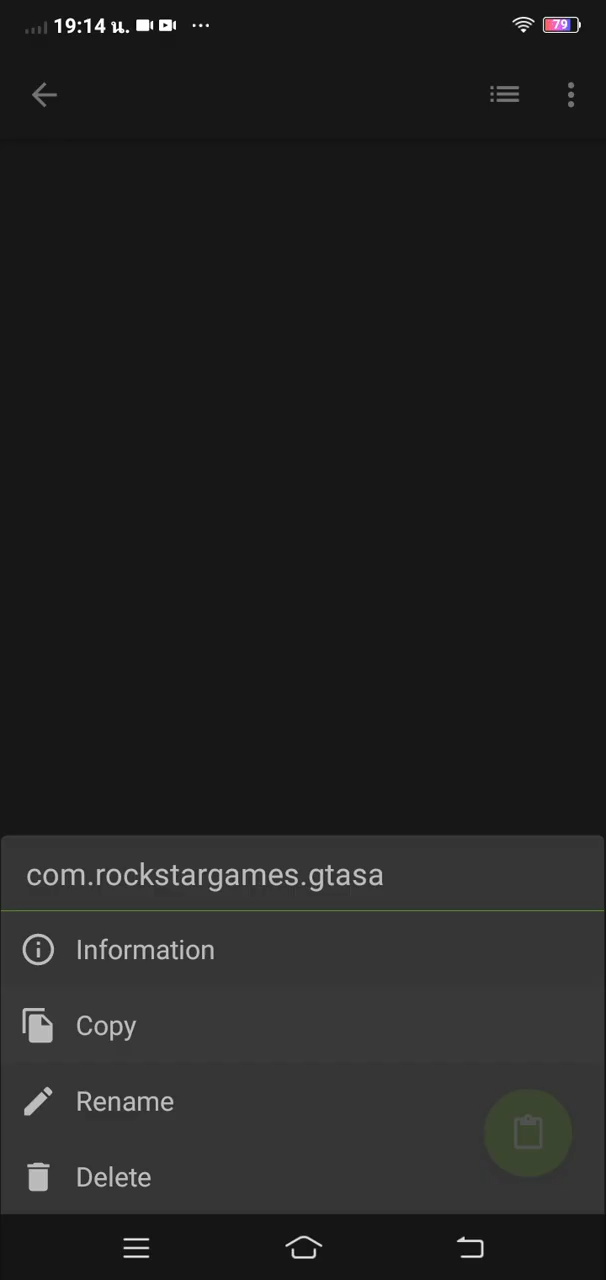 19:14 น.
79
com.rockstargames.gtasa
Information
Copy
Rename
Delete